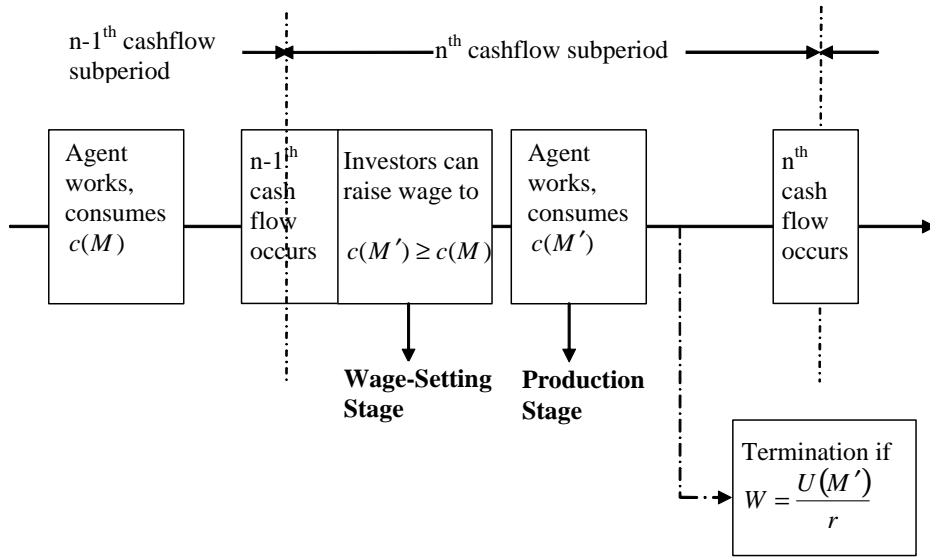 n-1th cashflow
subperiod
nth cashflow subperiod
Agent
works,
consumes
c(M)
n-1th
cash
flow
occurs
Investors can
raise wage to
c(M′) ≥ c(M)
Agent
works,
consumes
c(M′)
nth
cash
flow
occurs
Wage-Setting
Stage
Production
Stage
Termination if
W = U(M′)/r